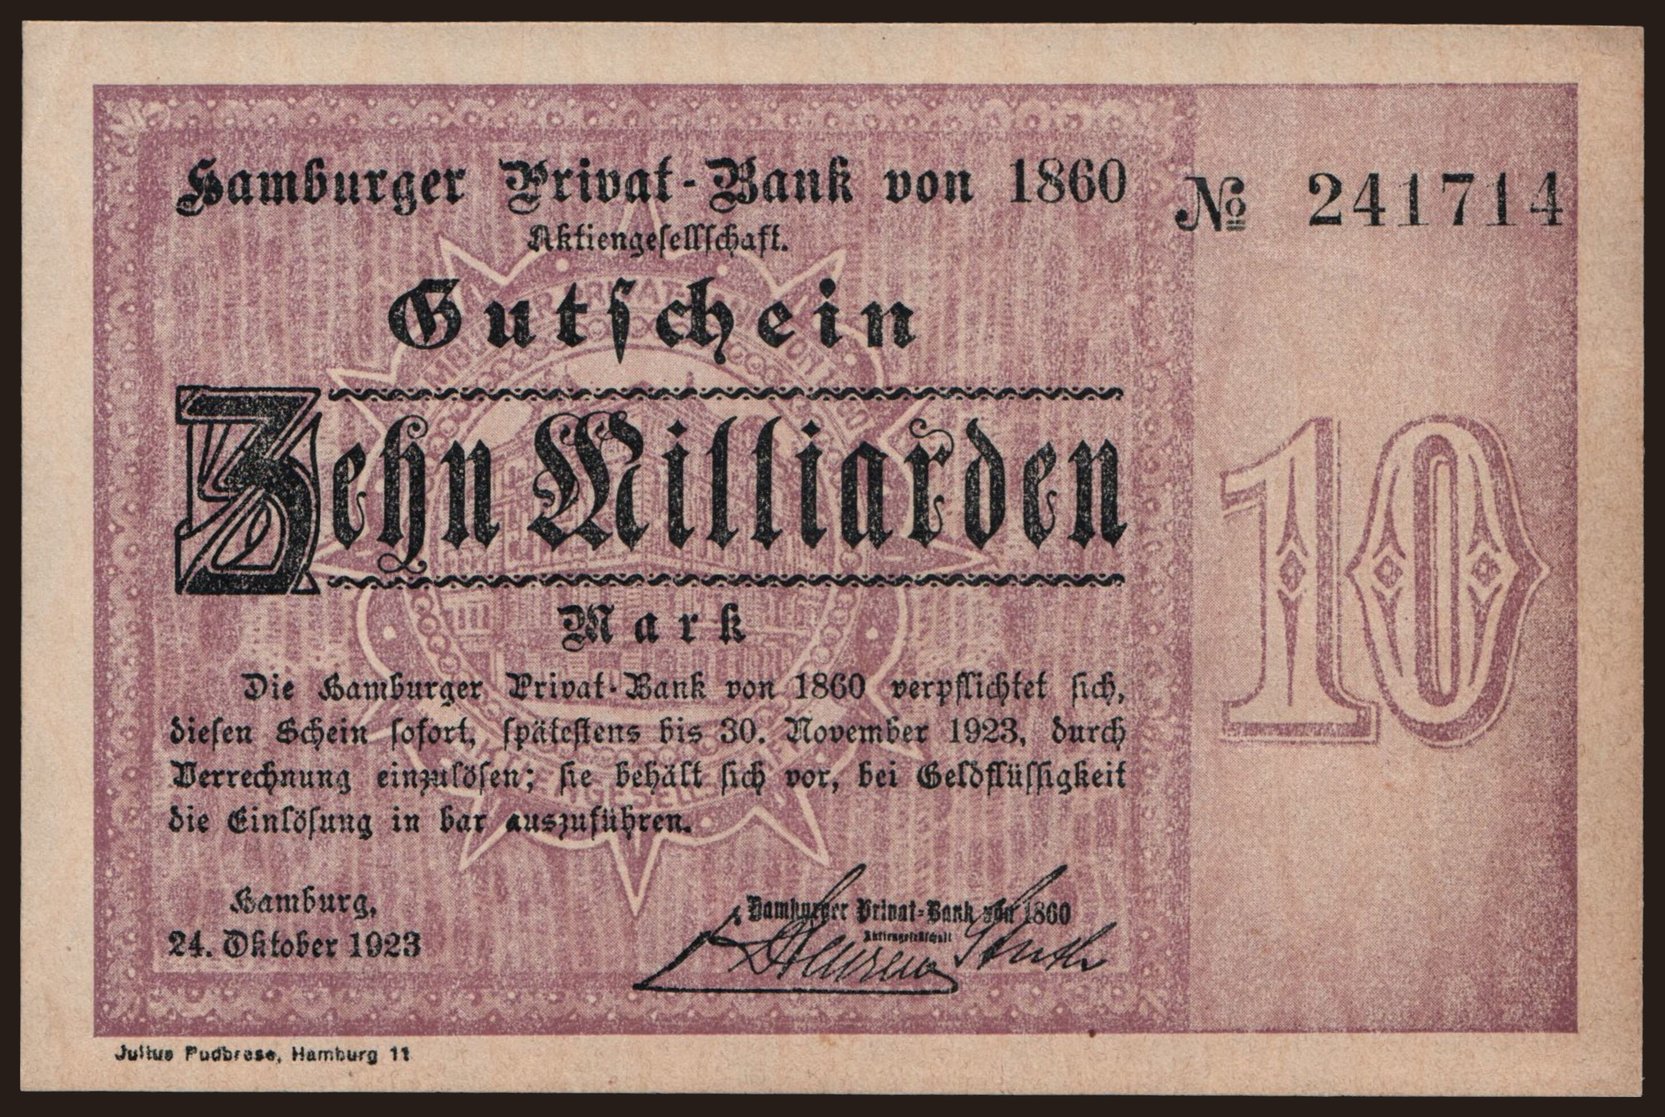 Hamburger Privat-Bank von 1860
Aktiengesellschaft.
№ 241714
Gutschein
Zehn Milliarden
Mark
10
Die Hamburger Privat-Bank von 1860 verpflichtet sich,
diesen Schein sofort, spätestens bis 30. November 1923, durch
Verrechnung einzulösen; sie behält sich vor, bei Geldflüssigkeit
die Einlösung in bar auszuführen.
Hamburg,
24. Oktober 1923
Hamburger Privat-Bank von 1860
Aktiengesellschaft
Julius Pudbrese, Hamburg 11